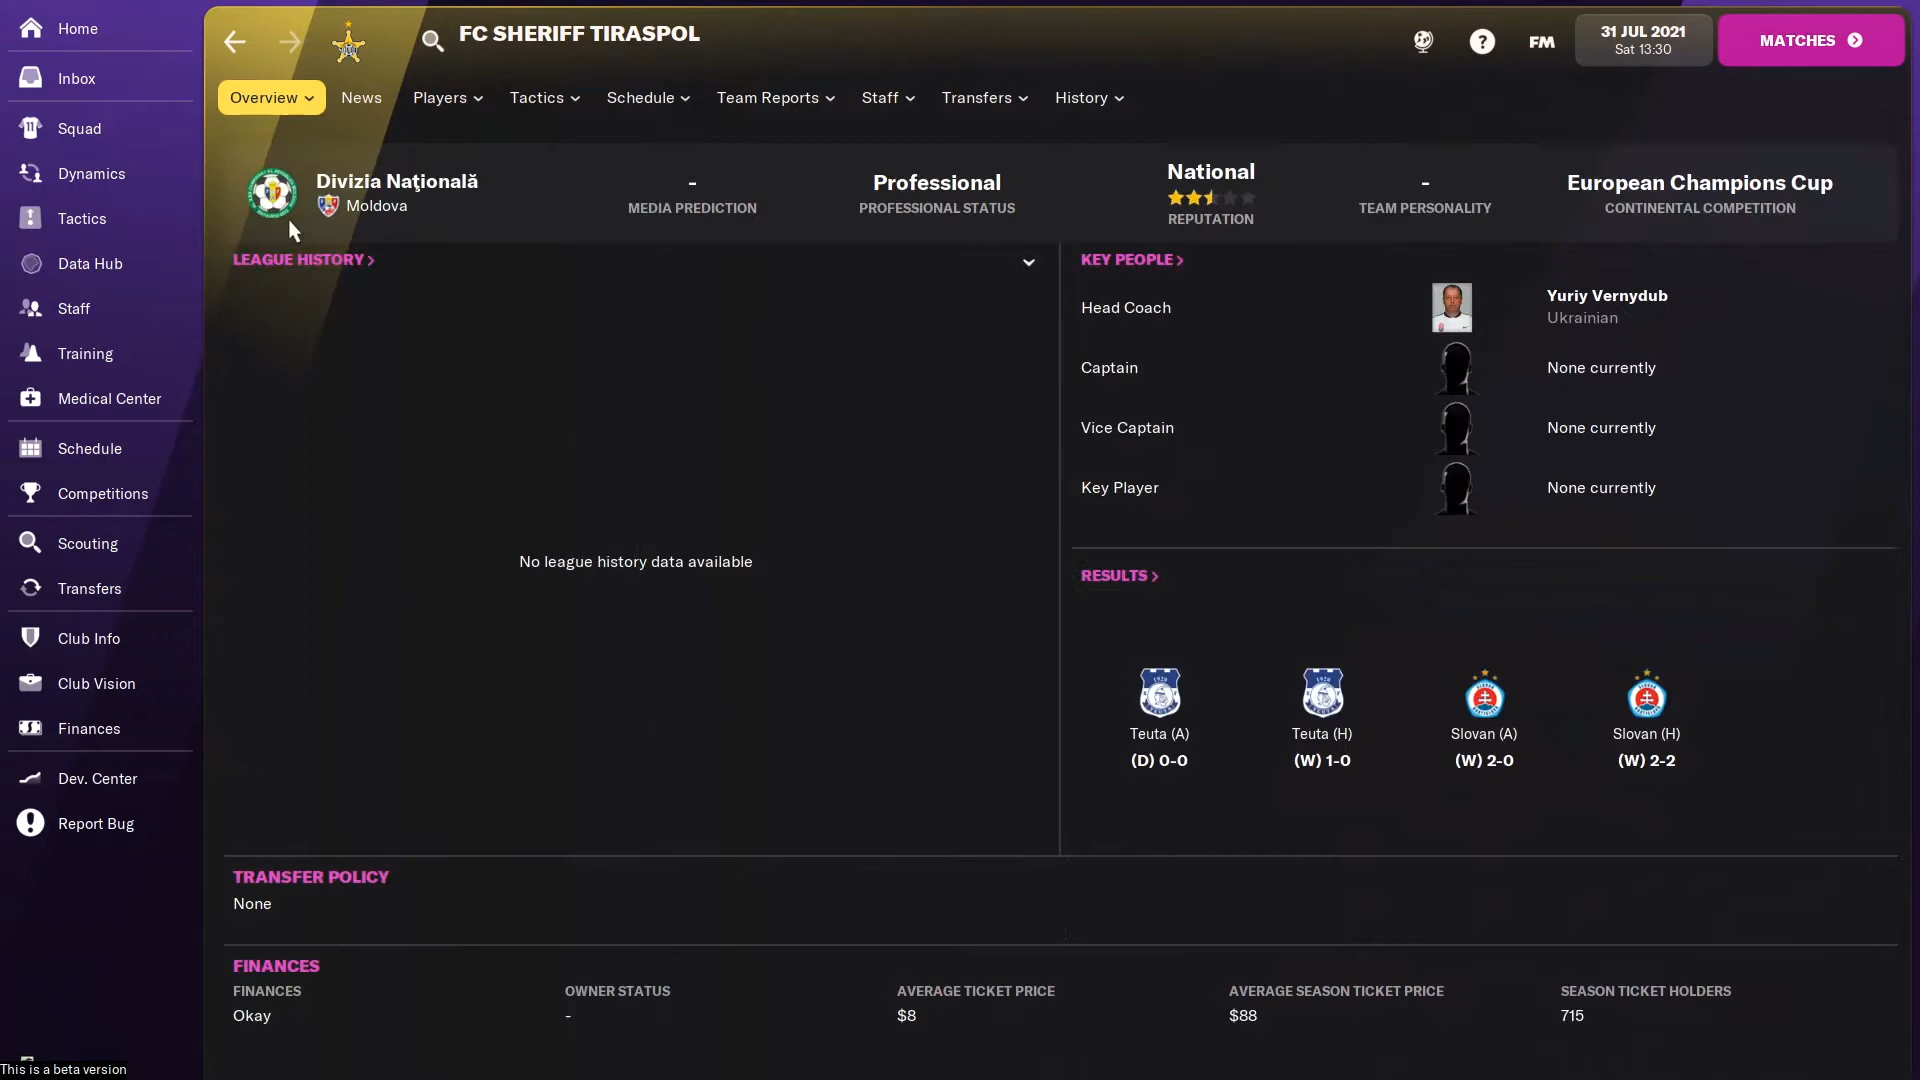 Home
Inbox
Squad
Dynamics
Tactics
Data Hub
Staff
Training
Medical Center
Schedule
Competitions
Scouting
Transfers
Club Info
Club Vision
Finances
Dev. Center
Report Bug
This is a beta version
FC SHERIFF TIRASPOL
FM
31 JUL 2021
Sat 13:30
MATCHES
Overview News Players Tactics Schedule Team Reports Staff Transfers History
Divizia Naţională
Moldova
-
MEDIA PREDICTION
Professional
PROFESSIONAL STATUS
National
REPUTATION
-
TEAM PERSONALITY
European Champions Cup
CONTINENTAL COMPETITION
LEAGUE HISTORY >
No league history data available
KEY PEOPLE >
Head Coach
Yuriy Vernydub
Ukrainian
Captain
None currently
Vice Captain
None currently
Key Player
None currently
RESULTS >
Teuta (A)
(D) 0-0
Teuta (H)
(W) 1-0
Slovan (A)
(W) 2-0
Slovan (H)
(W) 2-2
TRANSFER POLICY
None
FINANCES
FINANCES
Okay
OWNER STATUS
-
AVERAGE TICKET PRICE
$8
AVERAGE SEASON TICKET PRICE
$88
SEASON TICKET HOLDERS
715